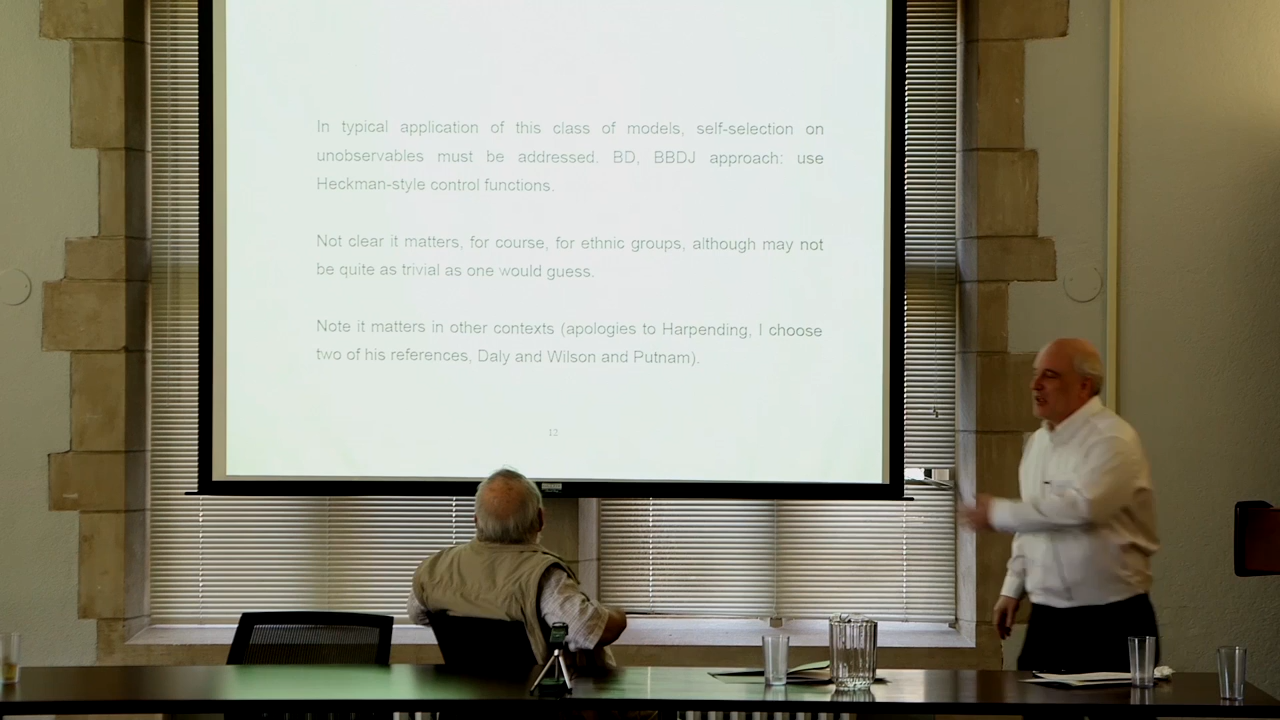 In typical application of this class of models, self-selection on
unobservables must be addressed. BD, BBDJ approach: use
Heckman-style control functions.
Not clear it matters, for course, for ethnic groups, although may not
be quite as trivial as one would guess.
Note it matters in other contexts (apologies to Harpending, I choose
two of his references, Daly and Wilson and Putnam).
12